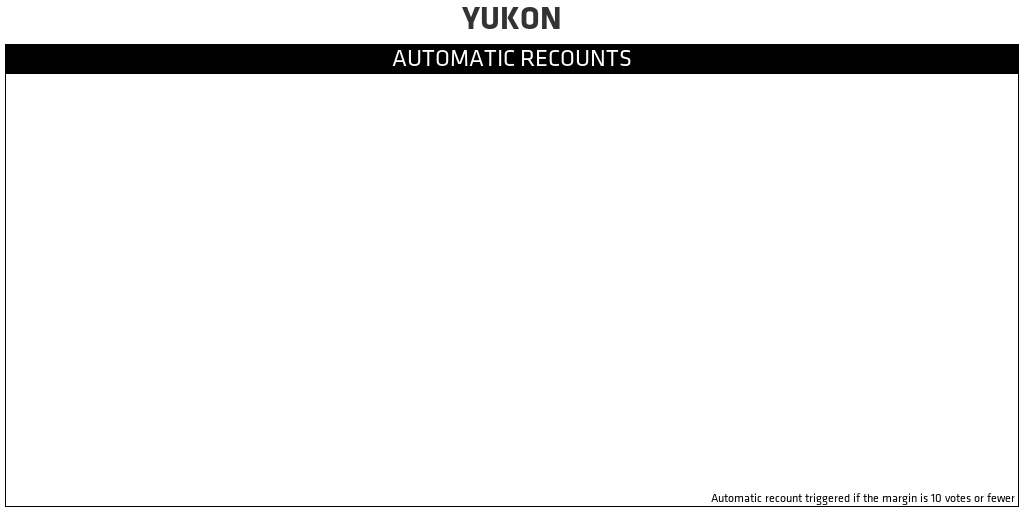 YUKON
AUTOMATIC RECOUNTS
Automatic recount triggered if the margin is 10 votes or fewer